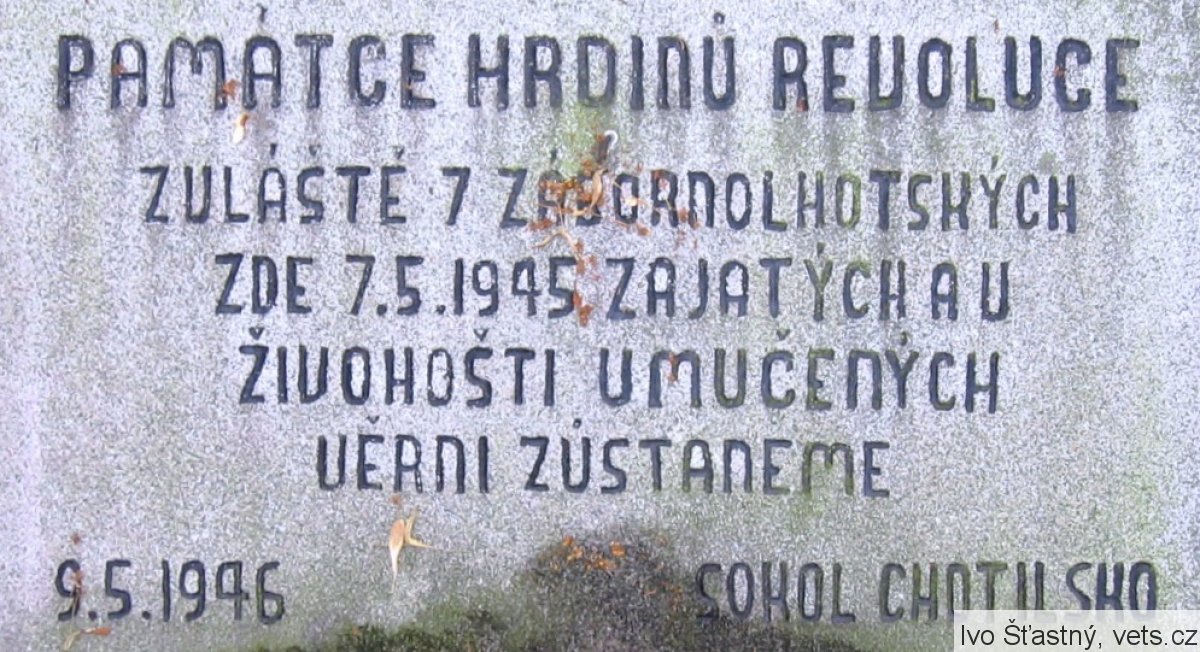 PAMÁTCE HRDINŮ REVOLUCE
ZVLÁŠTĚ 7 ZÁBORNOLHOTSKÝCH
ZDE 7.5.1945 ZAJATÝCH A V
ŽIVOHOŠTI UMUČENÝCH
VĚRNI ZŮSTANEME
9.5.1946 SOKOL CHOTILSKO
Ivo Šťastný, vets.cz